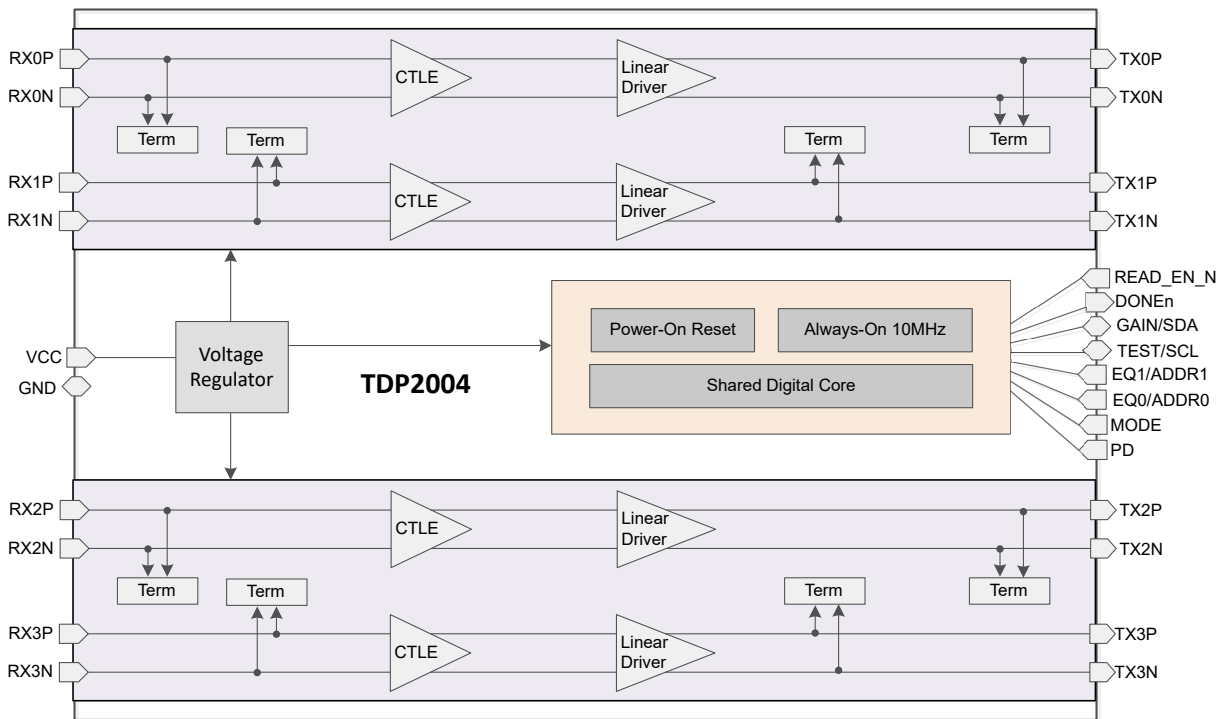 RX0P
CTLE
Linear
Driver
TX0P
RX0N
TX0N
Term
Term
Term
Term
RX1P
CTLE
Linear
Driver
TX1P
RX1N
TX1N
READ_EN_N
DONEn
GAIN/SDA
TEST/SCL
EQ1/ADDR1
EQ0/ADDR0
MODE
PD
VCC
GND
Voltage
Regulator
TDP2004
Power-On Reset
Always-On 10MHz
Shared Digital Core
RX2P
CTLE
Linear
Driver
TX2P
RX2N
TX2N
Term
Term
Term
Term
RX3P
CTLE
Linear
Driver
TX3P
RX3N
TX3N